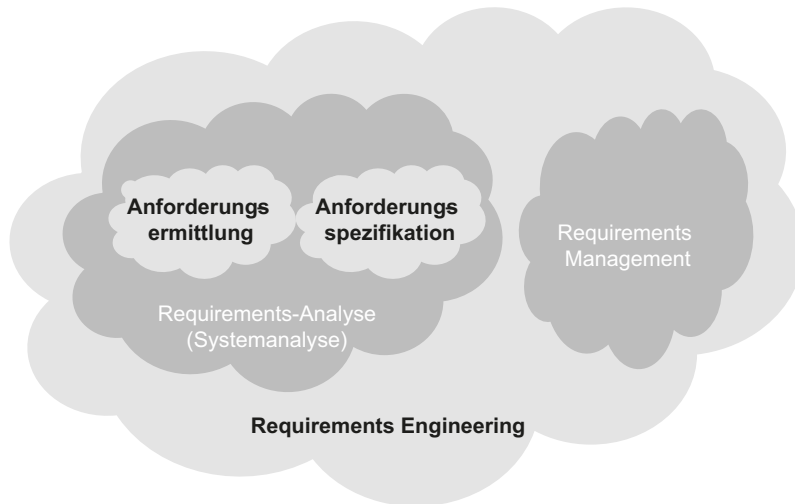 Anforderungs-
ermittlung
Anforderungs-
spezifikation
Requirements
Management
Requirements-Analyse
(Systemanalyse)
Requirements Engineering